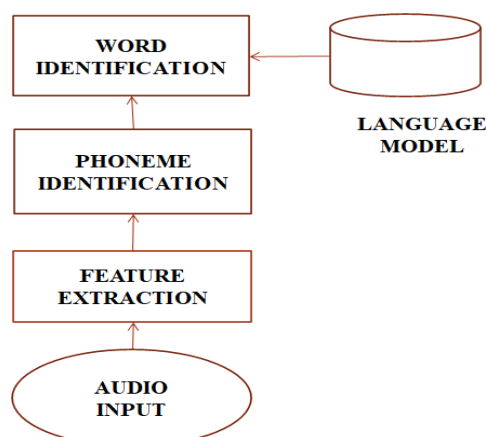 WORD
IDENTIFICATION
LANGUAGE
MODEL
PHONEME
IDENTIFICATION
FEATURE
EXTRACTION
AUDIO
INPUT